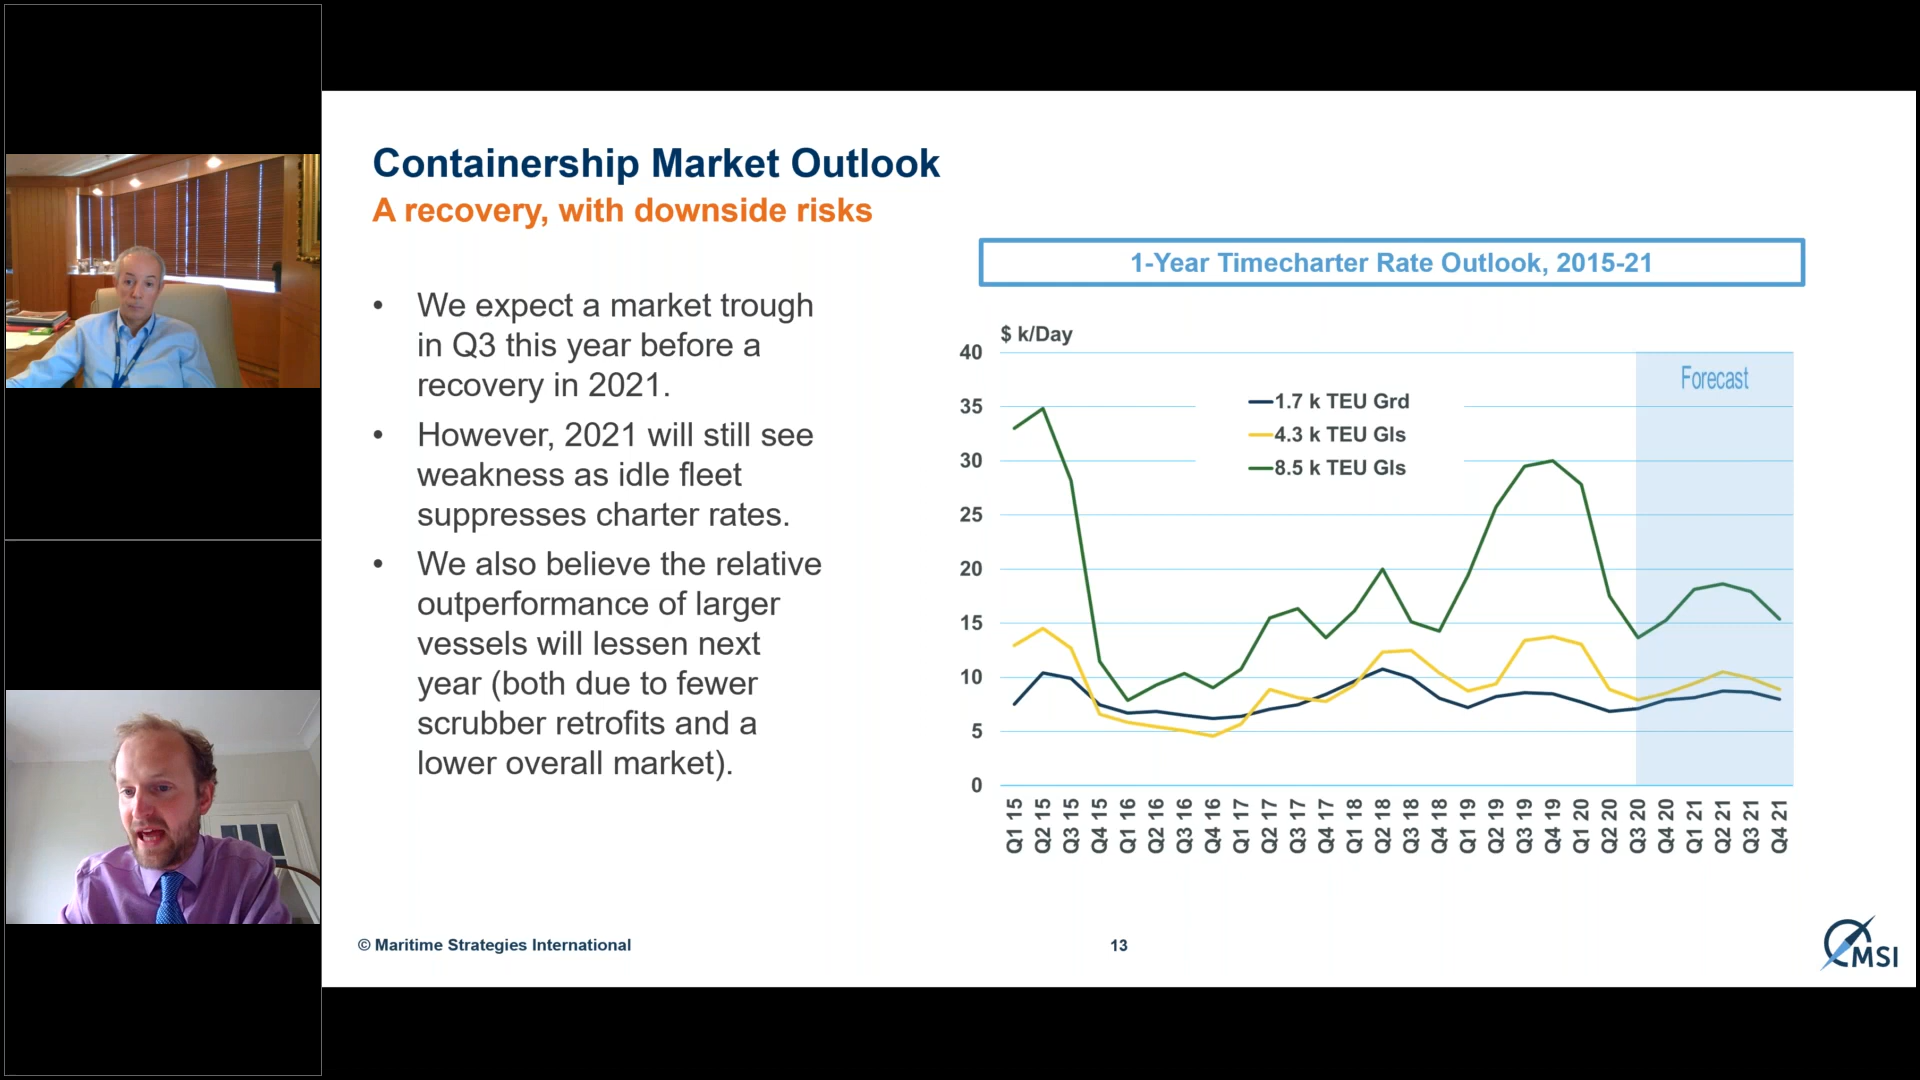 Containership Market Outlook
A recovery, with downside risks
• We expect a market trough
in Q3 this year before a
recovery in 2021.
• However, 2021 will still see
weakness as idle fleet
suppresses charter rates.
• We also believe the relative
outperformance of larger
vessels will lessen next
year (both due to fewer
scrubber retrofits and a
lower overall market).
1-Year Timecharter Rate Outlook, 2015-21
$ k/Day
40
35
30
25
20
15
10
5
0
Forecast
1.7 k TEU Grd
4.3 k TEU Gls
8.5 k TEU Gls
Q1 15
Q2 15
Q3 15
Q4 15
Q1 16
Q2 16
Q3 16
Q4 16
Q1 17
Q2 17
Q3 17
Q4 17
Q1 18
Q2 18
Q3 18
Q4 18
Q1 19
Q2 19
Q3 19
Q4 19
Q1 20
Q2 20
Q3 20
Q4 20
Q1 21
Q2 21
Q3 21
Q4 21
© Maritime Strategies International
13
MSI